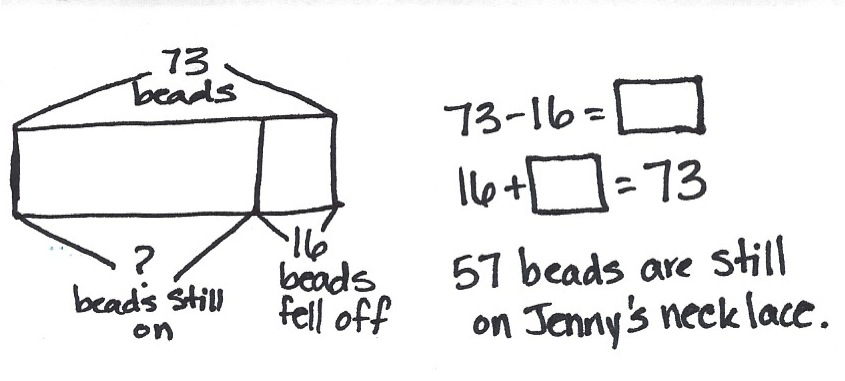 73
beads
?
beads still
on
16
beads
fell off
73-16=
16+ =73
57 beads are still
on Jenny's necklace.